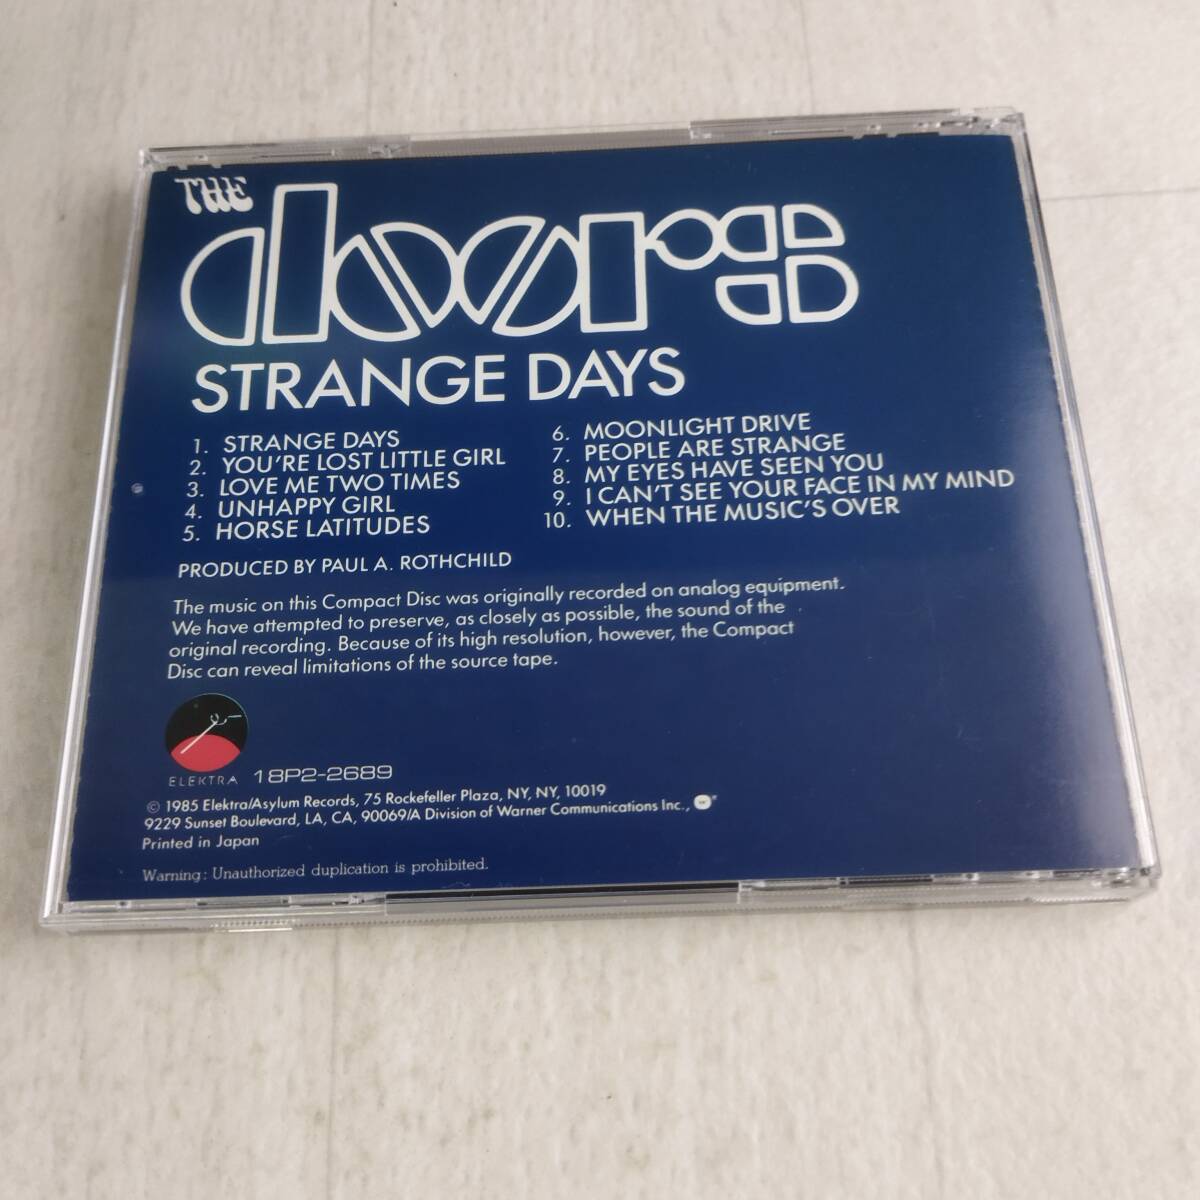 THE
doors
STRANGE DAYS
1. STRANGE DAYS
2. YOU'RE LOST LITTLE GIRL
3. LOVE ME TWO TIMES
4. UNHAPPY GIRL
5. HORSE LATITUDES
6. MOONLIGHT DRIVE
7. PEOPLE ARE STRANGE
8. MY EYES HAVE SEEN YOU
9. I CAN'T SEE YOUR FACE IN MY MIND
10. WHEN THE MUSIC'S OVER
PRODUCED BY PAUL A. ROTHCHILD
The music on this Compact Disc was originally recorded on analog equipment.
We have attempted to preserve, as closely as possible, the sound of the
original recording. Because of its high resolution, however, the Compact
Disc can reveal limitations of the source tape.
ELEKTRA 18P2-2689
© 1985 Elektra/Asylum Records, 75 Rockefeller Plaza, NY, NY, 10019
9229 Sunset Boulevard, LA, CA, 90069/A Division of Warner Communications Inc.,
Printed in Japan
Warning: Unauthorized duplication is prohibited.